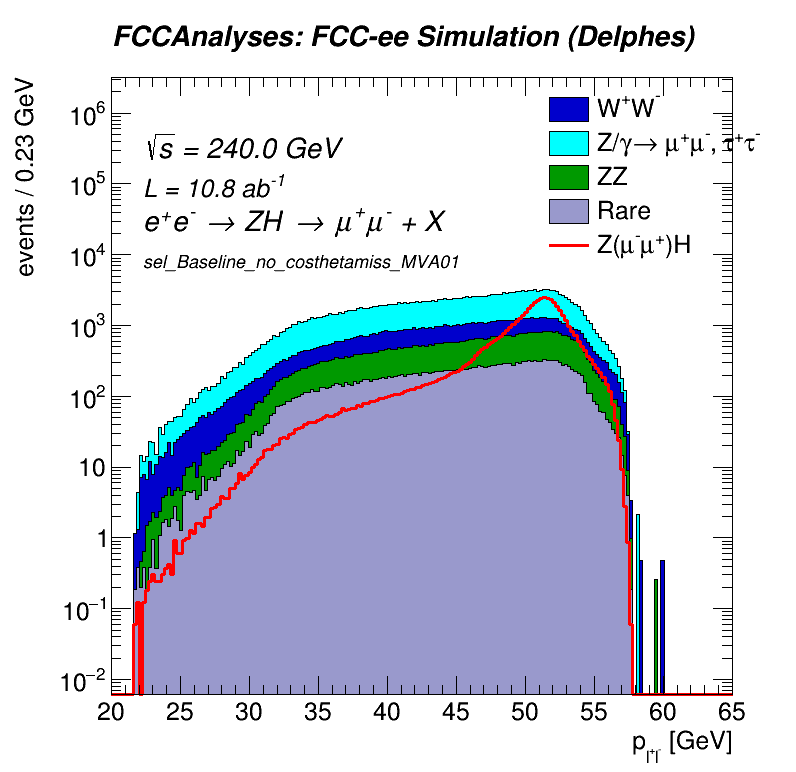 FCCAnalyses: FCC-ee Simulation (Delphes)
events / 0.23 GeV
√s = 240.0 GeV
L = 10.8 ab⁻¹
e⁺e⁻ → ZH → μ⁺μ⁻ + X
sel_Baseline_no_costhetamiss_MVA01
W⁺W⁻
Z/γ→ μ⁺μ⁻, τ⁺τ⁻
ZZ
Rare
Z(μ⁻μ⁺)H
10⁶
10⁵
10⁴
10³
10²
10
1
10⁻¹
10⁻²
20 25 30 35 40 45 50 55 60 65
p_l⁺l⁻ [GeV]